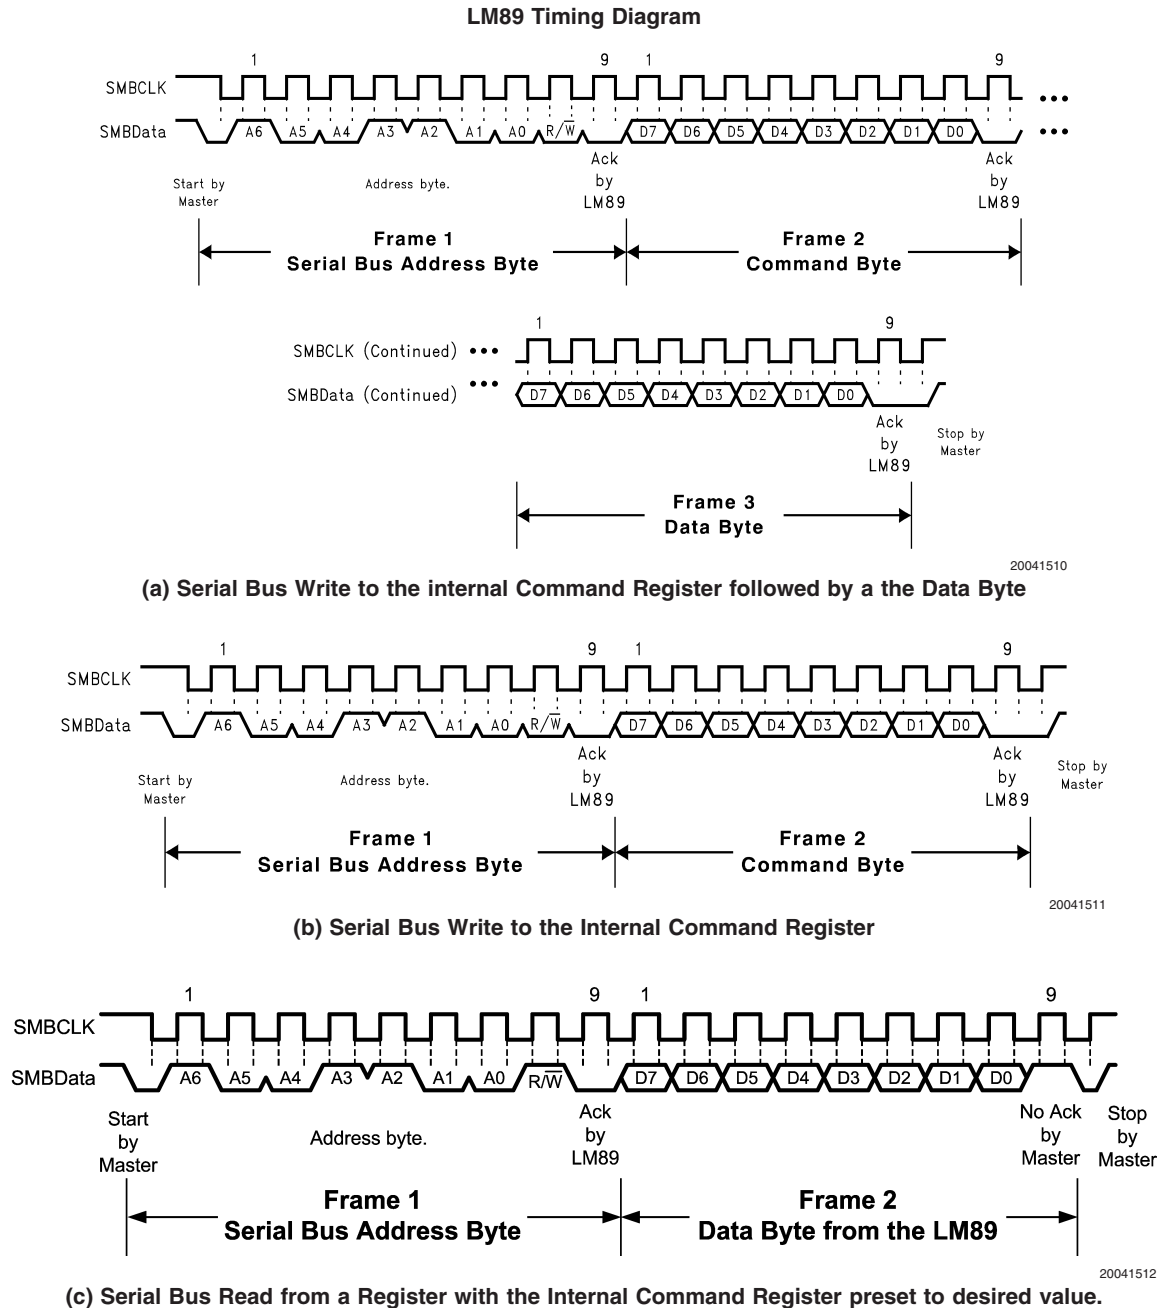 LM89 Timing Diagram
1 9 1 9
SMBCLK
SMBData A6 A5 A4 A3 A2 A1 A0 R/W̅ D7 D6 D5 D4 D3 D2 D1 D0
Start by
Master
Address byte.
Ack
by
LM89
Ack
by
LM89
Frame 1
Serial Bus Address Byte
Frame 2
Command Byte
1 9
SMBCLK (Continued)
SMBData (Continued) D7 D6 D5 D4 D3 D2 D1 D0
Ack
by
LM89
Stop by
Master
Frame 3
Data Byte
20041510
(a) Serial Bus Write to the internal Command Register followed by a the Data Byte
1 9 1 9
SMBCLK
SMBData A6 A5 A4 A3 A2 A1 A0 R/W̅ D7 D6 D5 D4 D3 D2 D1 D0
Start by
Master
Address byte.
Ack
by
LM89
Ack
by
LM89
Stop by
Master
Frame 1
Serial Bus Address Byte
Frame 2
Command Byte
20041511
(b) Serial Bus Write to the Internal Command Register
1 9 1 9
SMBCLK
SMBData A6 A5 A4 A3 A2 A1 A0 R/W̅ D7 D6 D5 D4 D3 D2 D1 D0
Start
by
Master
Address byte.
Ack
by
LM89
No Ack
by
Master
Stop
by
Master
Frame 1
Serial Bus Address Byte
Frame 2
Data Byte from the LM89
20041512
(c) Serial Bus Read from a Register with the Internal Command Register preset to desired value.